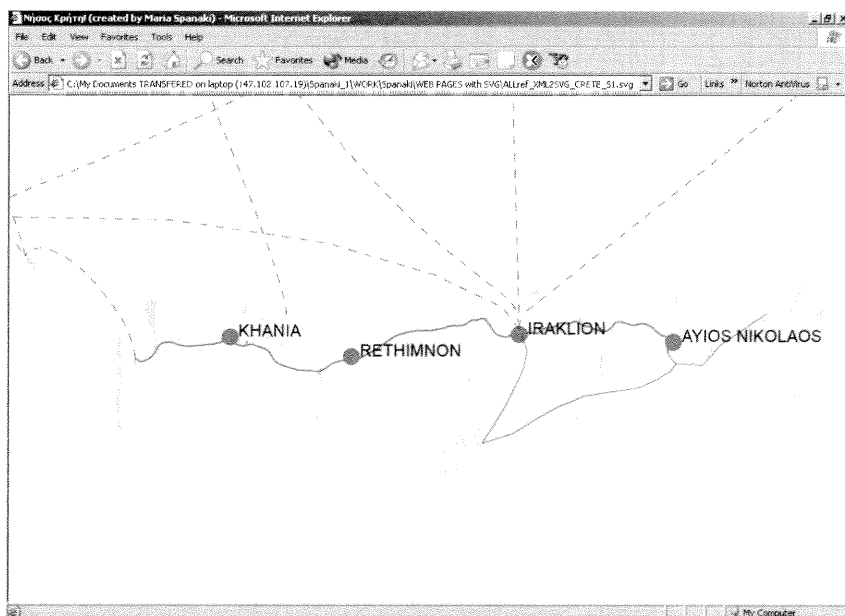 Νήσος Κρήτη! (created by Maria Spanaki) - Microsoft Internet Explorer
File Edit View Favorites Tools Help
Back Search Favorites Media
Address C:\My Documents TRANSFERED on laptop (147.102.107.19)\Spanaki_1\WORK\Spanaki\WEB PAGES with SVG\ALLref_XML2SVG_CRETE_S1.svg Go Links » Norton AntiVirus
KHANIA
IRAKLION
RETHIMNON
AYIOS NIKOLAOS
My Computer